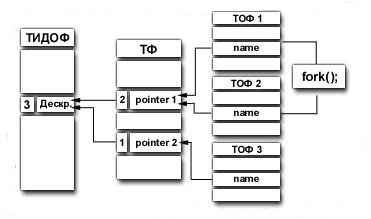 ТИДОФ
3 Дескр.
ТФ
2 pointer 1
1 pointer 2
ТОФ 1
name
ТОФ 2
name
ТОФ 3
name
fork();